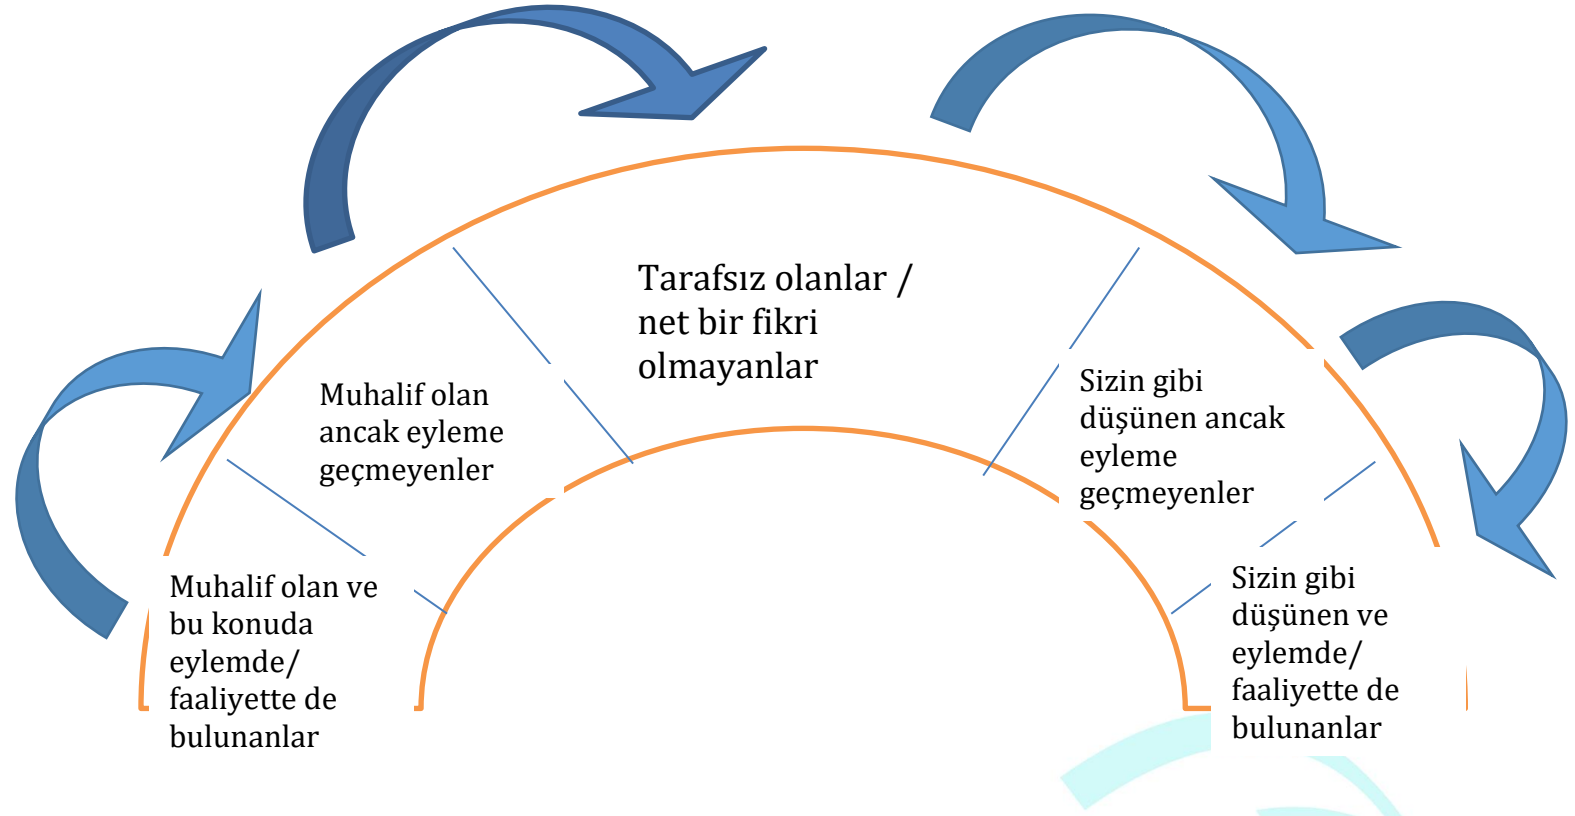 Muhalif olan ve
bu konuda
eylemde/
faaliyette de
bulunanlar
Muhalif olan
ancak eyleme
geçmeyenler
Tarafsız olanlar /
net bir fikri
olmayanlar
Sizin gibi
düşünen ancak
eyleme
geçmeyenler
Sizin gibi
düşünen ve
eylemde/
faaliyette de
bulunanlar